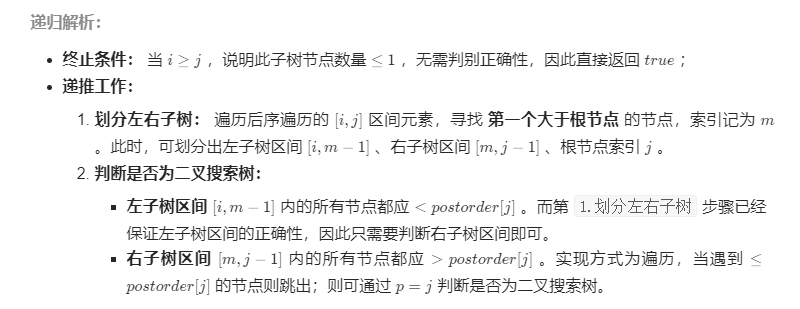 递归解析：
• 终止条件： 当 i ≥ j ，说明此子树节点数量 ≤ 1 ，无需判别正确性，因此直接返回 true ；
• 递推工作：
1. 划分左右子树： 遍历后序遍历的 [i, j] 区间元素，寻找 第一个大于根节点 的节点，索引记为 m
。此时，可划分出左子树区间 [i, m − 1] 、右子树区间 [m, j − 1] 、根节点索引 j 。
2. 判断是否为二叉搜索树：
▪ 左子树区间 [i, m − 1] 内的所有节点都应 < postorder[j] 。而第 1.划分左右子树 步骤已经
保证左子树区间的正确性，因此只需要判断右子树区间即可。
▪ 右子树区间 [m, j − 1] 内的所有节点都应 > postorder[j] 。实现方式为遍历，当遇到 ≤
postorder[j] 的节点则跳出；则可通过 p = j 判断是否为二叉搜索树。